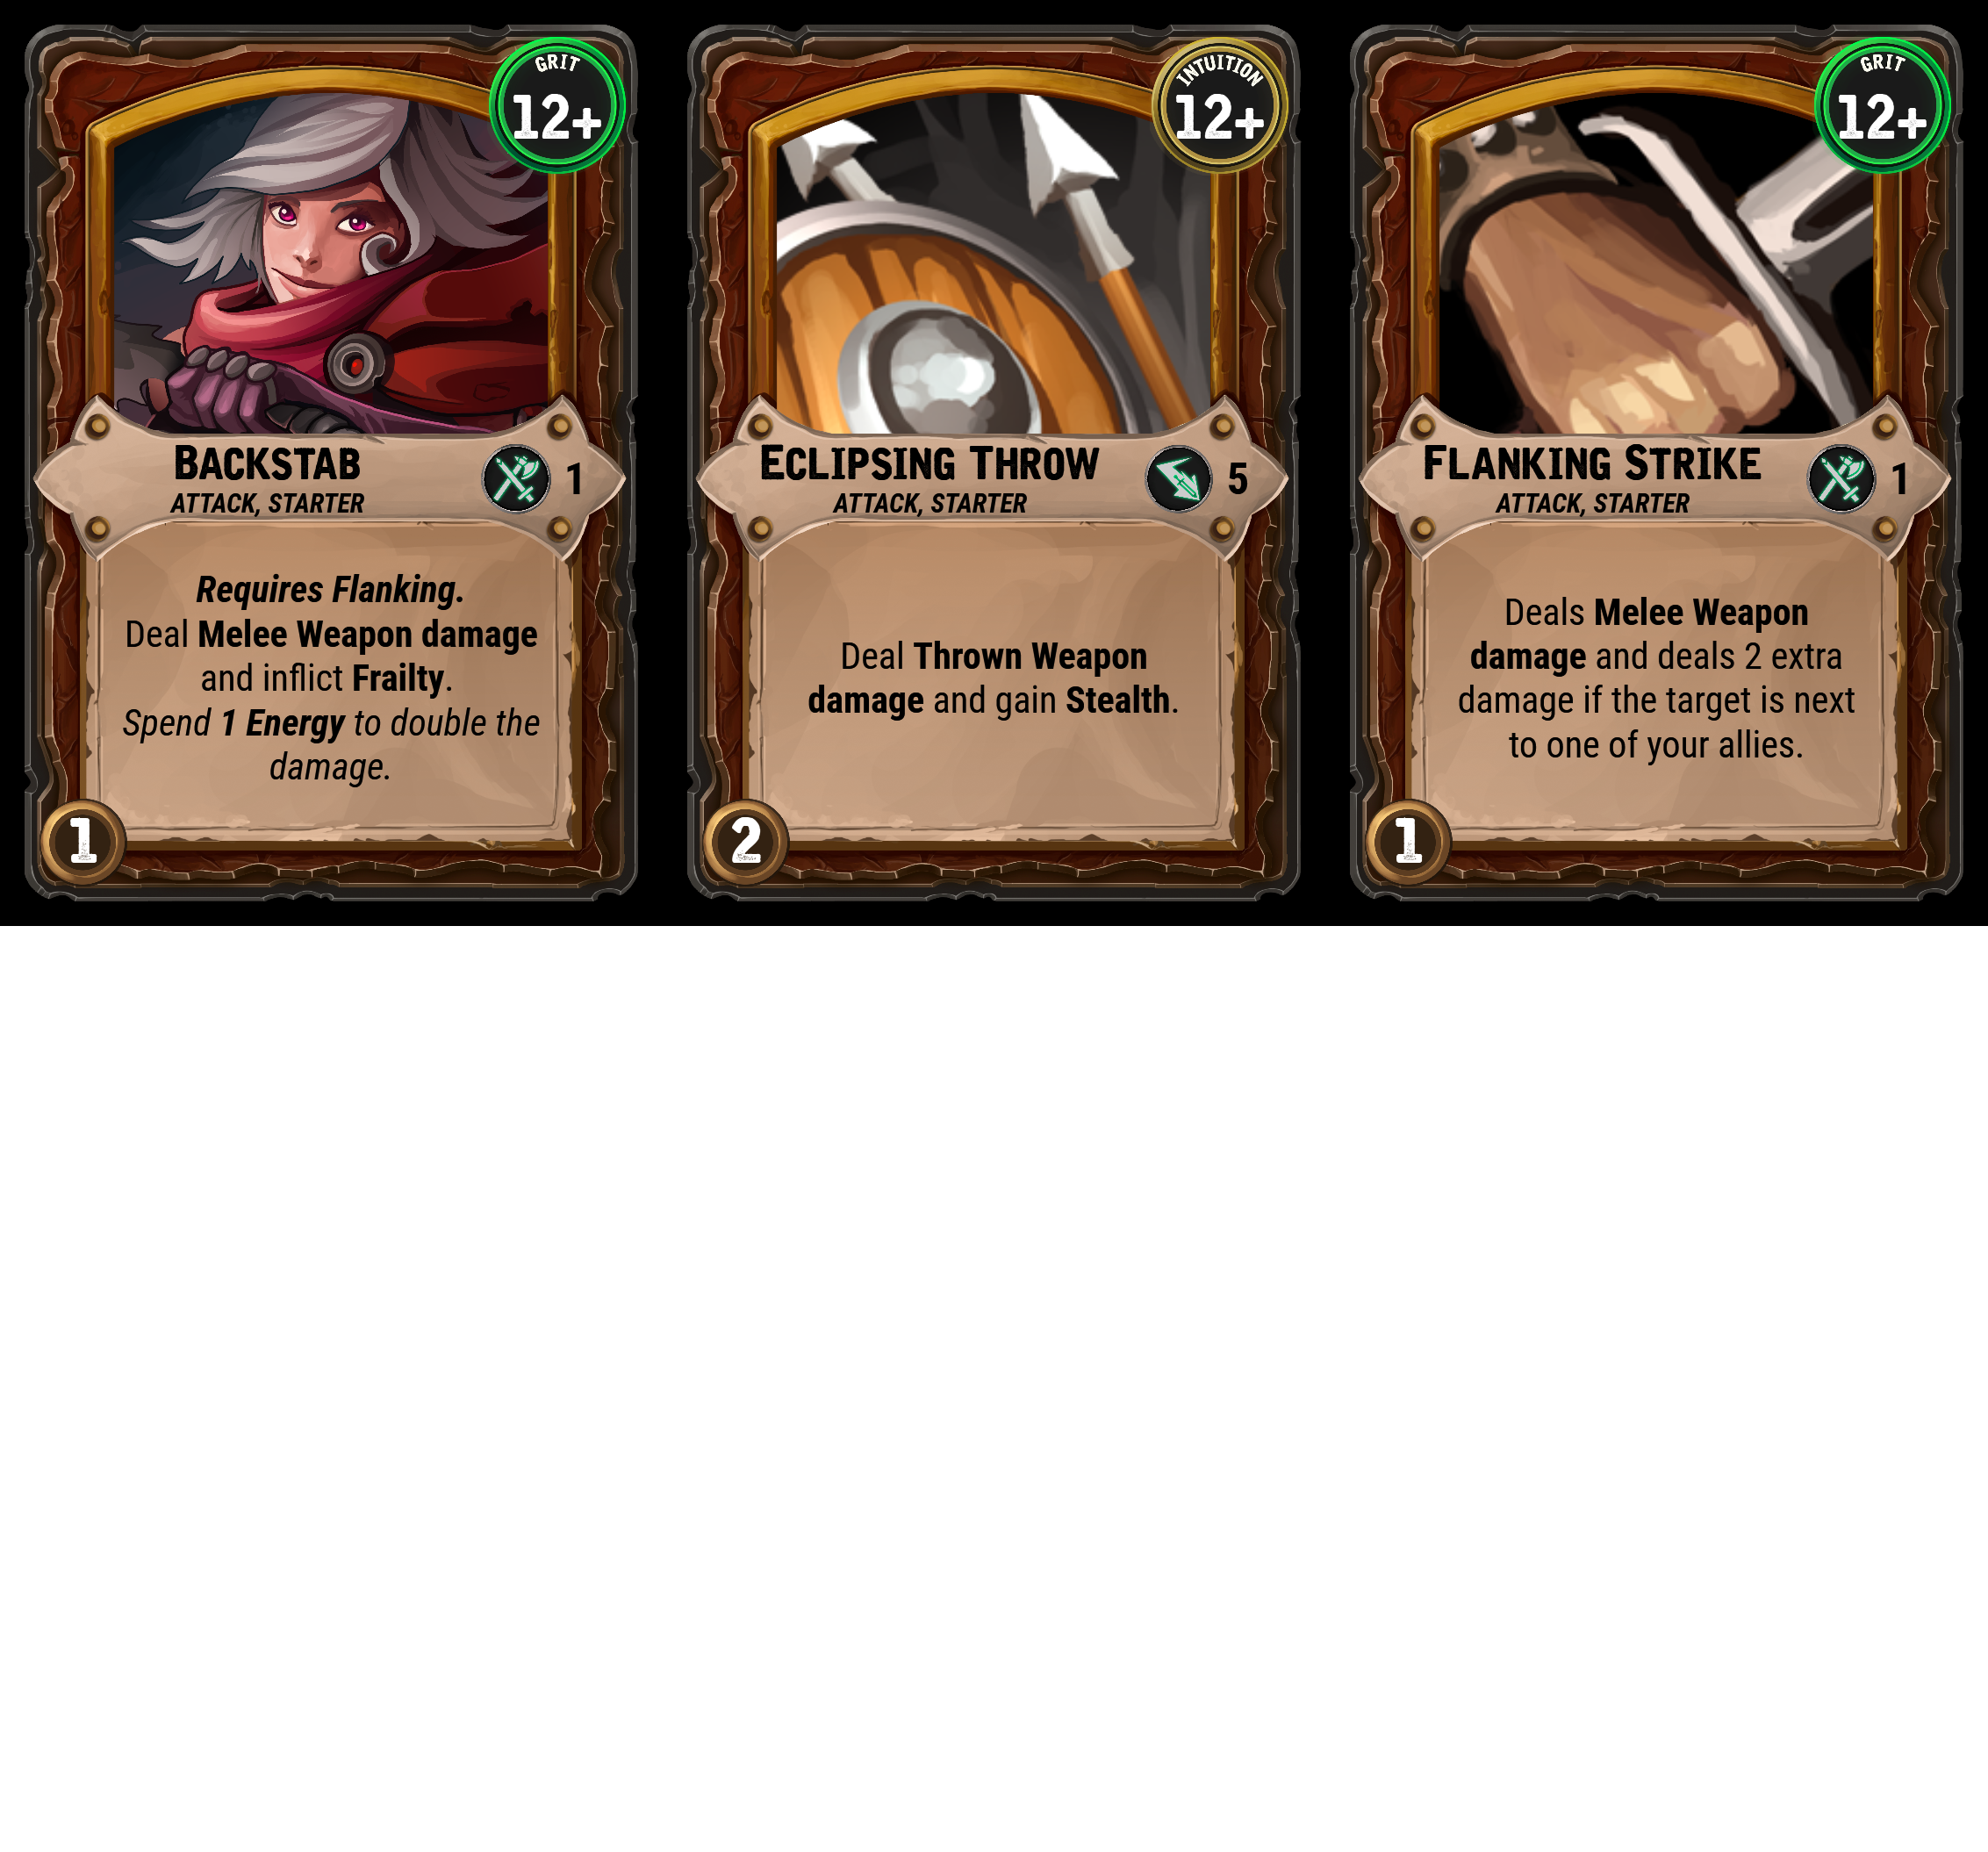 GRIT
12+
BACKSTAB
ATTACK, STARTER
1
Requires Flanking.
Deal Melee Weapon damage
and inflict Frailty.
Spend 1 Energy to double the
damage.
1
INTUITION
12+
ECLIPSING THROW
ATTACK, STARTER
5
Deal Thrown Weapon
damage and gain Stealth.
2
GRIT
12+
FLANKING STRIKE
ATTACK, STARTER
1
Deals Melee Weapon
damage and deals 2 extra
damage if the target is next
to one of your allies.
1